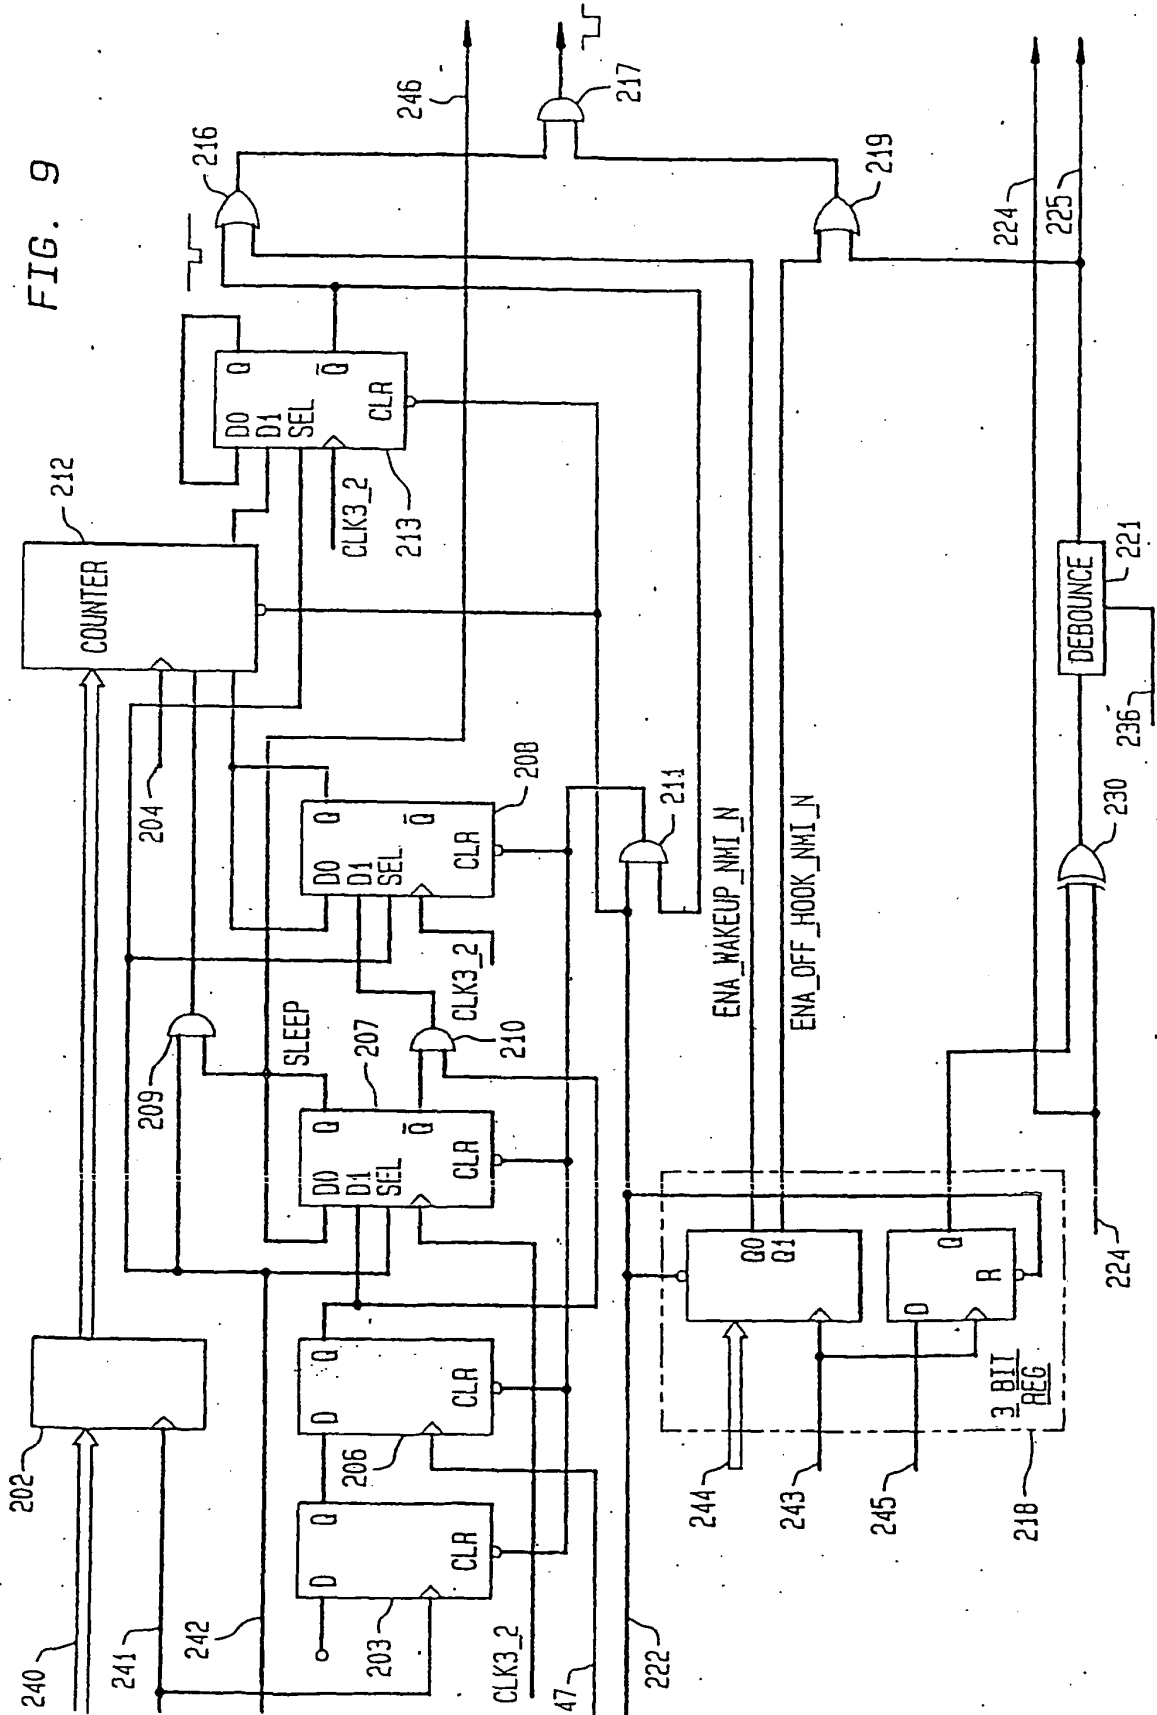 FIG. 9
240
241
242
202
203
D
Q
CLR
206
D
Q
CLR
CLK3_2
47
222
207
D0
D1
SEL
Q
Q̅
CLR
SLEEP
209
210
208
D0
D1
SEL
Q
Q̅
CLR
CLK3_2
204
COUNTER
212
D0
D1
SEL
Q
Q̅
CLR
CLK3_2
213
211
216
246
217
219
ENA_WAKEUP_NMI_N
ENA_OFF_HOOK_NMI_N
244
243
245
Q0
Q1
D
Q
R
3 BIT
REG
218
224
230
DEBOUNCE
221
236
224
225